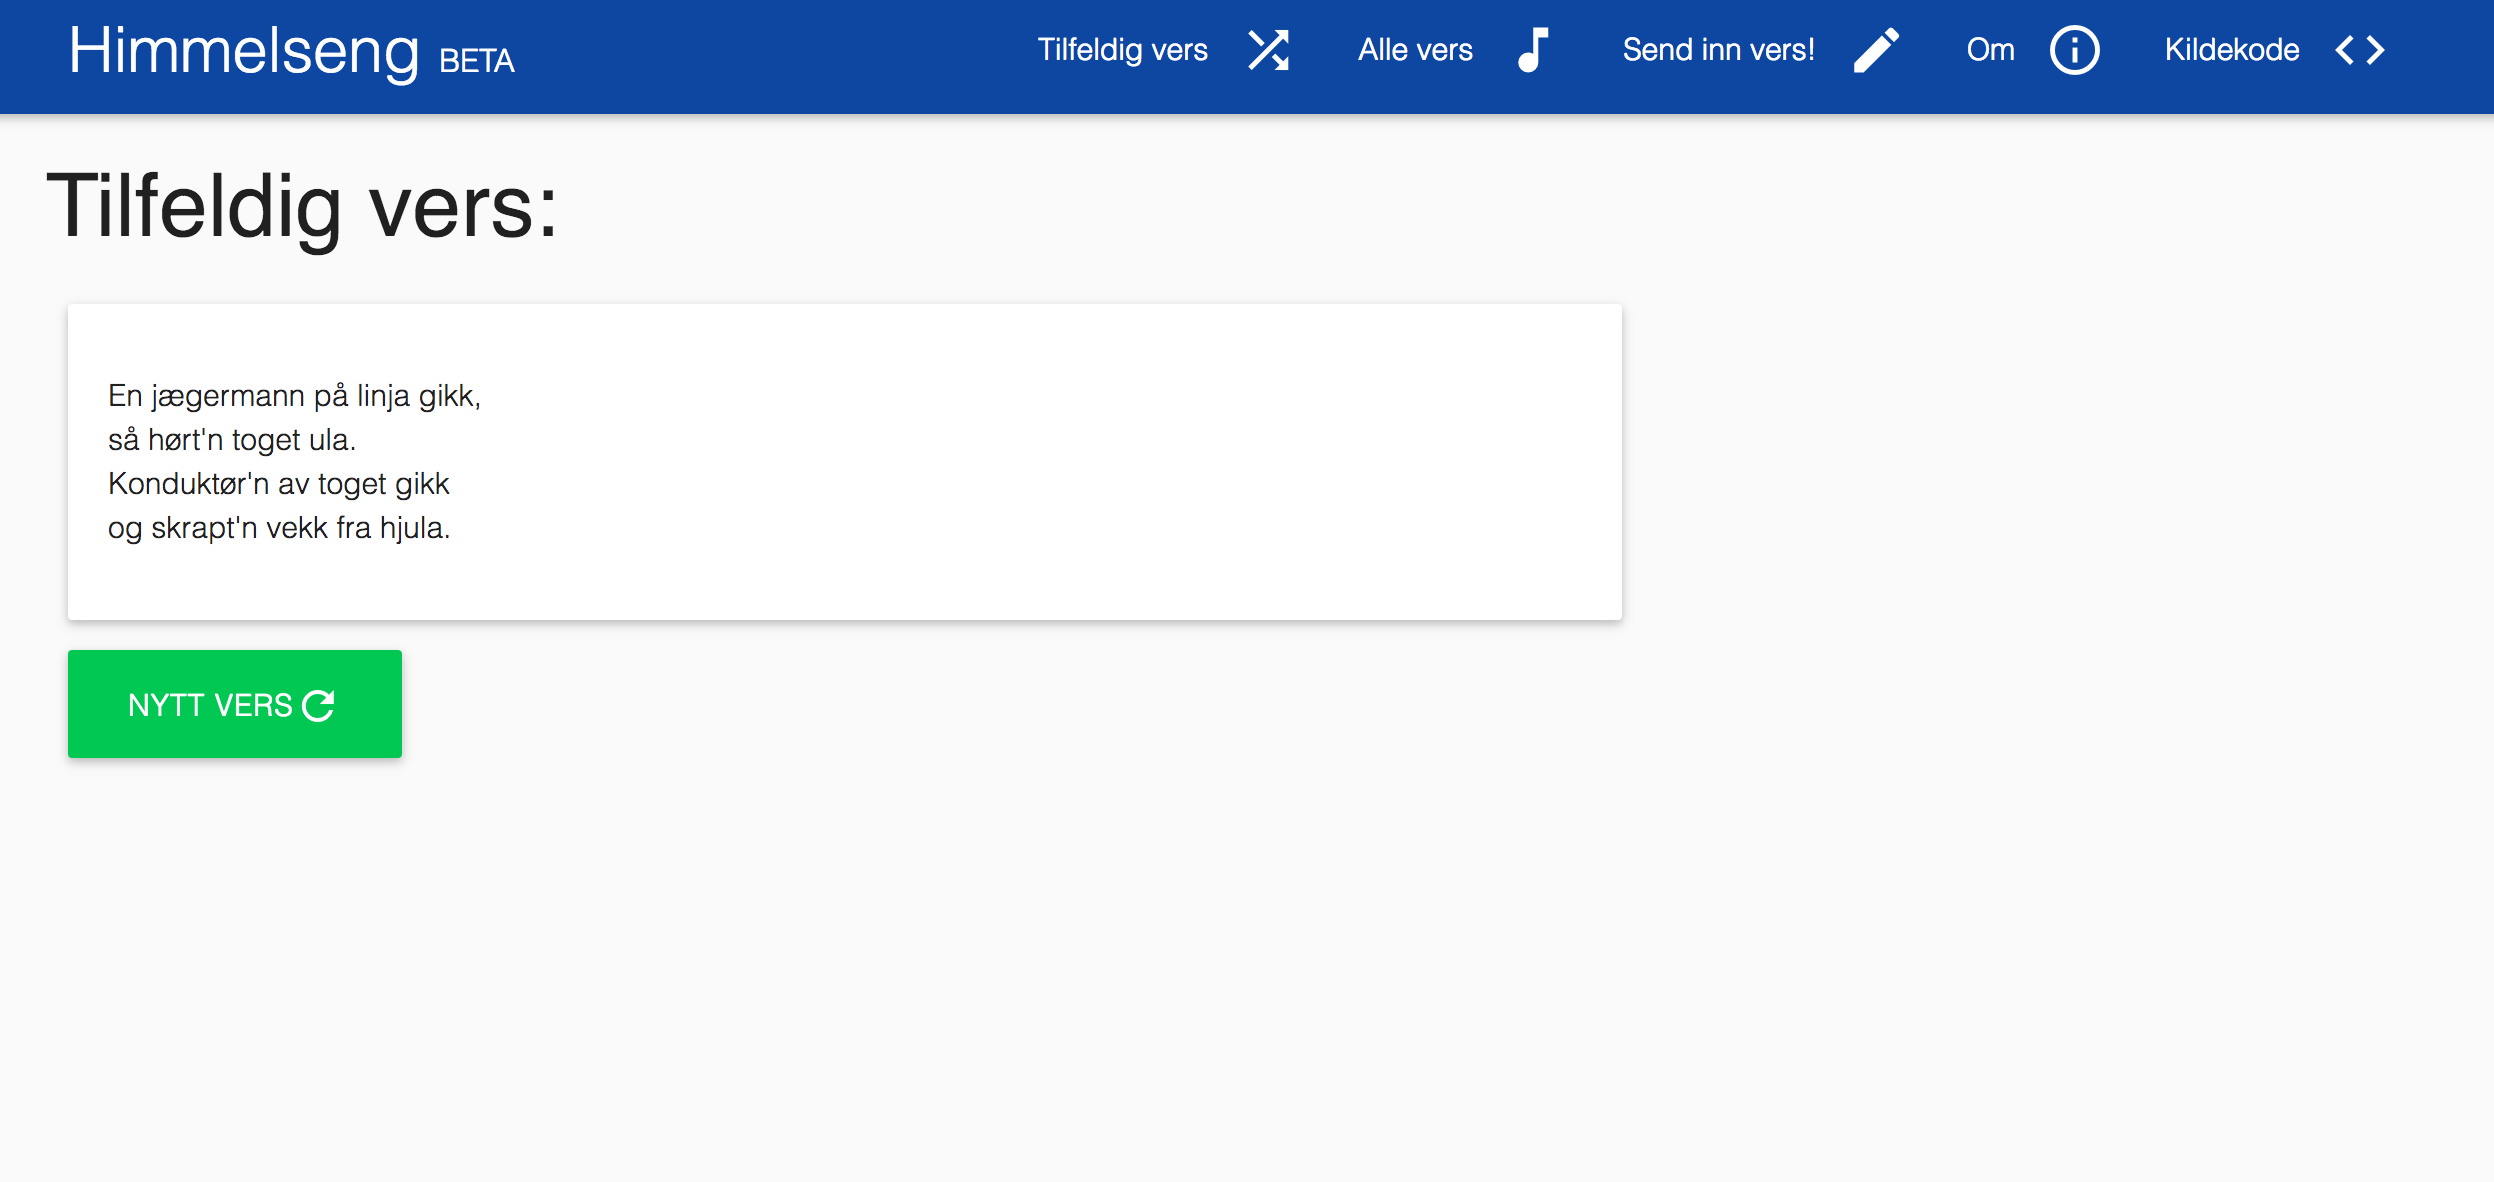 Himmelseng BETA
Tilfeldig vers
Alle vers
Send inn vers!
Om
Kildekode
Tilfeldig vers:
En jægermann på linja gikk,
så hørt'n toget ula.
Konduktør'n av toget gikk
og skrapt'n vekk fra hjula.
NYTT VERS